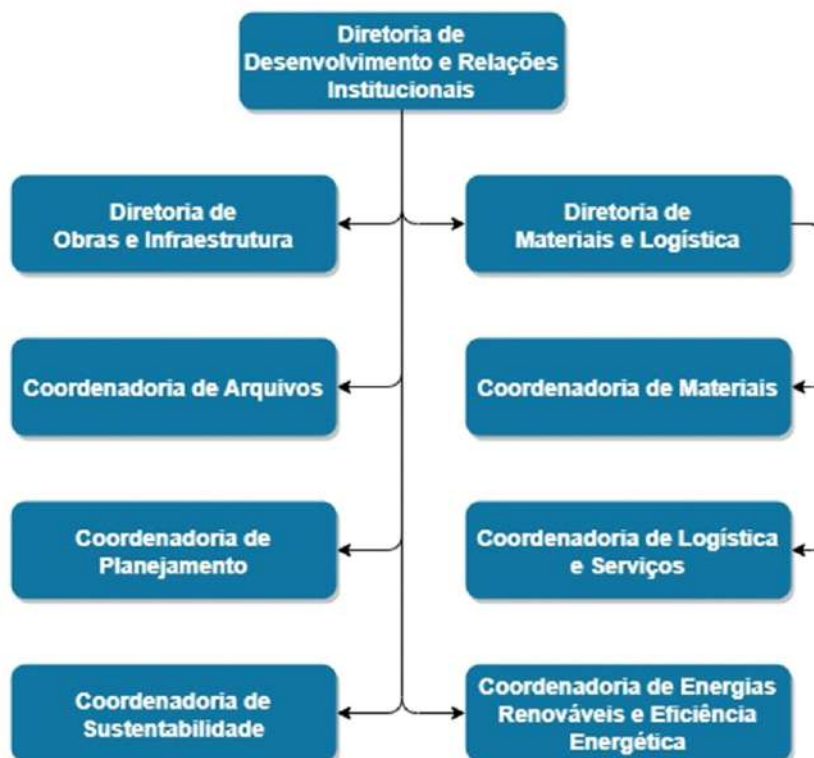 Diretoria de
Desenvolvimento e Relações
Institucionais
Diretoria de
Obras e Infraestrutura
Diretoria de
Materiais e Logística
Coordenadoria de Arquivos
Coordenadoria de Materiais
Coordenadoria de
Planejamento
Coordenadoria de Logística
e Serviços
Coordenadoria de
Sustentabilidade
Coordenadoria de Energias
Renováveis e Eficiência
Energética